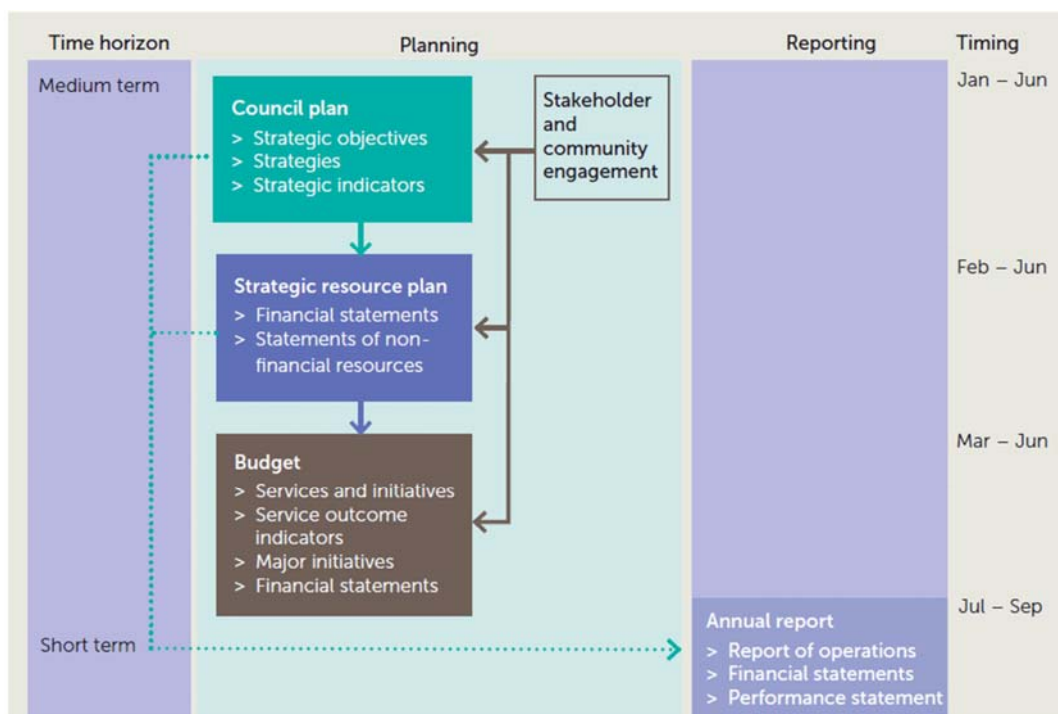 Time horizon
Planning
Reporting
Timing
Medium term
Council plan
> Strategic objectives
> Strategies
> Strategic indicators
Stakeholder
and
community
engagement
Jan – Jun
Strategic resource plan
> Financial statements
> Statements of non-
financial resources
Feb – Jun
Budget
> Services and initiatives
> Service outcome
indicators
> Major initiatives
> Financial statements
Mar – Jun
Short term
Annual report
> Report of operations
> Financial statements
> Performance statement
Jul – Sep